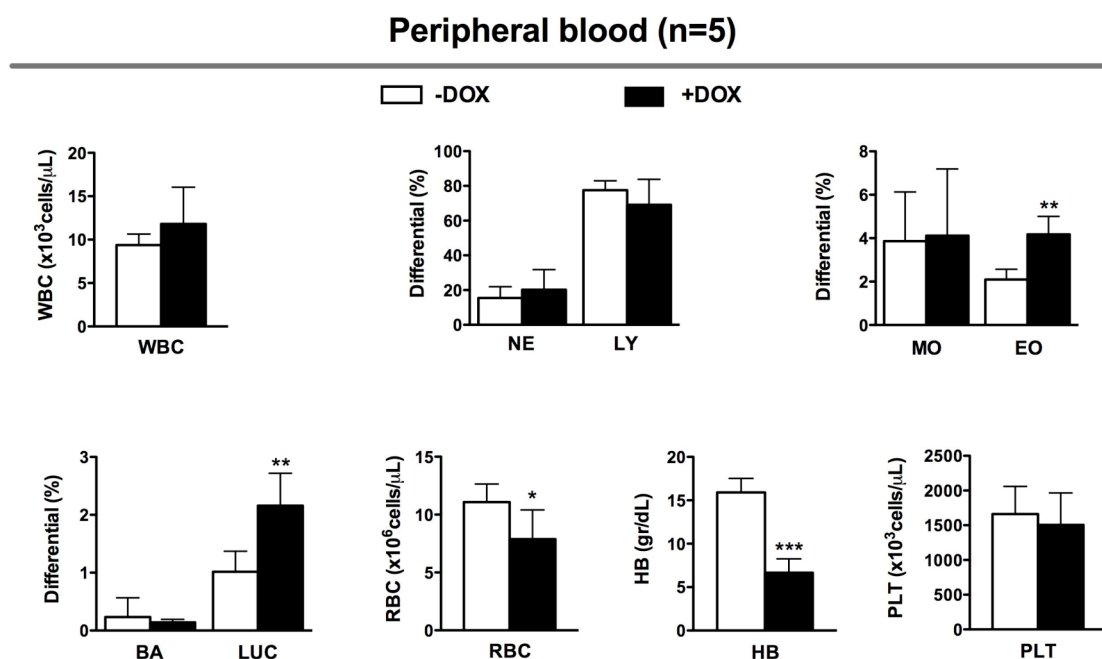 Peripheral blood (n=5)
-DOX +DOX
WBC (x10³cells/µL)
20
15
10
5
0
WBC
Differential (%)
100
80
60
40
20
0
NE LY
Differential (%)
8
6
4
2
0
**
MO EO
Differential (%)
3
2
1
0
**
BA LUC
RBC (x10⁶cells/µL)
15
10
5
0
*
RBC
HB (gr/dL)
20
15
10
5
0
***
HB
PLT (x10³cells/µL)
2500
2000
1500
1000
500
0
PLT